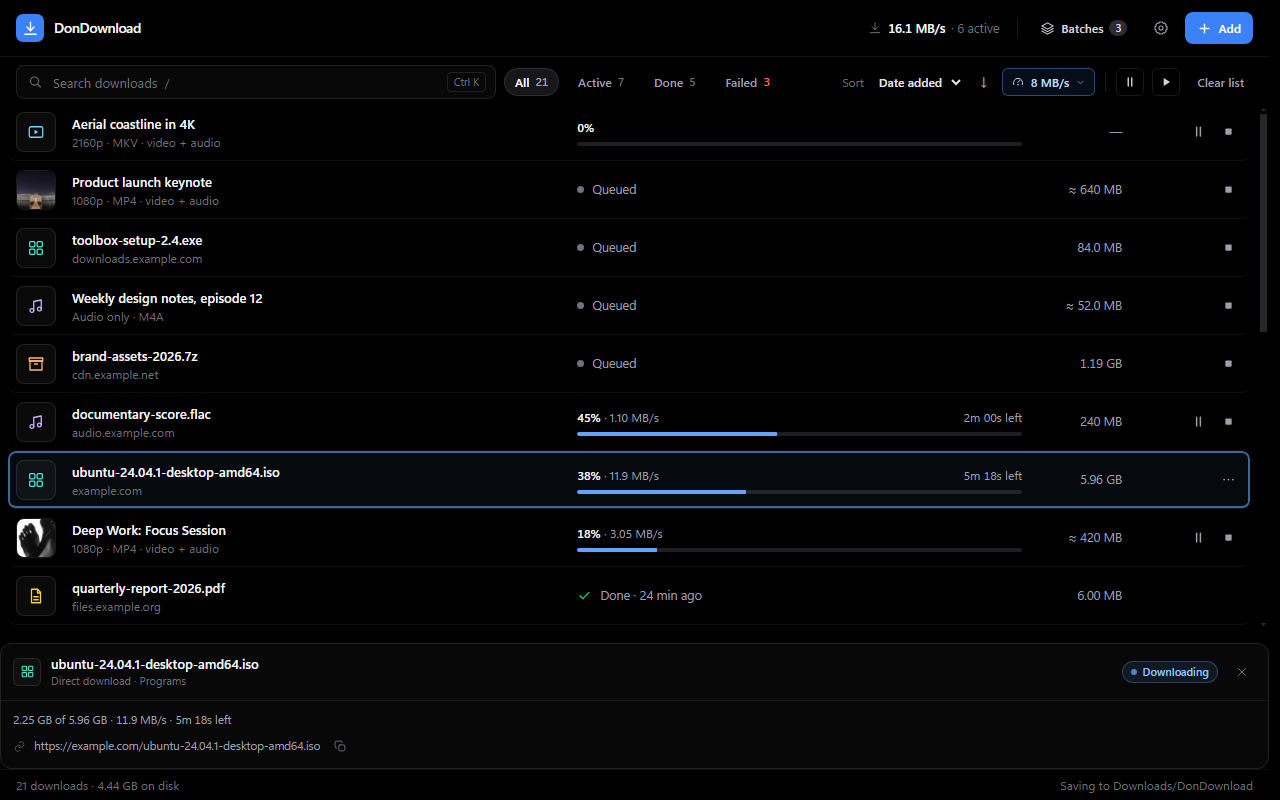 DonDownload
16.1 MB/s · 6 active
Batches 3
Add
Search downloads /
Ctrl K
All 21
Active 7
Done 5
Failed 3
Sort Date added
8 MB/s
Clear list
Aerial coastline in 4K
2160p · MKV · video + audio
0%
—
Product launch keynote
1080p · MP4 · video + audio
Queued
≈ 640 MB
toolbox-setup-2.4.exe
downloads.example.com
Queued
84.0 MB
Weekly design notes, episode 12
Audio only · M4A
Queued
≈ 52.0 MB
brand-assets-2026.7z
cdn.example.net
Queued
1.19 GB
documentary-score.flac
audio.example.com
45% · 1.10 MB/s
2m 00s left
240 MB
ubuntu-24.04.1-desktop-amd64.iso
example.com
38% · 11.9 MB/s
5m 18s left
5.96 GB
Deep Work: Focus Session
1080p · MP4 · video + audio
18% · 3.05 MB/s
≈ 420 MB
quarterly-report-2026.pdf
files.example.org
Done · 24 min ago
6.00 MB
ubuntu-24.04.1-desktop-amd64.iso
Direct download · Programs
Downloading
2.25 GB of 5.96 GB · 11.9 MB/s · 5m 18s left
https://example.com/ubuntu-24.04.1-desktop-amd64.iso
21 downloads · 4.44 GB on disk
Saving to Downloads/DonDownload